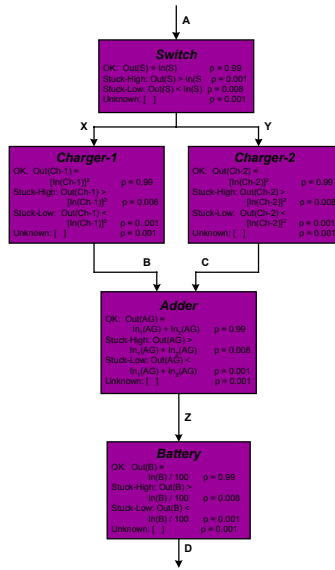 A
Switch
OK: Out(S) = In(S) p = 0.99
Stuck-High: Out(S) > In(S p = 0.001
Stuck-Low: Out(S) < In(S) p = 0.008
Unknown: [ ] p = 0.001
X Y
Charger-1
OK: Out(Ch-1) =
[In(Ch-1)]² p = 0.99
Stuck-High: Out(Ch-1) >
[In(Ch-1)]² p = 0.008
Stuck-Low: Out(Ch-1) <
[In(Ch-1)]² p = 0..001
Unknown: [ ] p = 0.001
Charger-2
OK: Out(Ch-2) =
[In(Ch-2)]² p = 0.99
Stuck-High: Out(Ch-2) >
[In(Ch-2)]² p = 0.008
Stuck-Low: Out(Ch-2) <
[In(Ch-2)]² p = 0.001
Unknown: [ ] p = 0.001
B C
Adder
OK: Out(AG) =
In₁(AG) + In₂(AG) p = 0.99
Stuck-High: Out(AG) >
In₁(AG) + In₂(AG) p = 0.008
Stuck-Low: Out(AG) <
In₁(AG) + In₂(AG) p = 0.001
Unknown: [ ] p = 0.001
Z
Battery
OK: Out(B) =
In(B) / 100 p = 0.99
Stuck-High: Out(B) >
In(B) / 100 p = 0.008
Stuck-Low: Out(B) <
In(B) / 100 p = 0.001
Unknown: [ ] p = 0.001
D